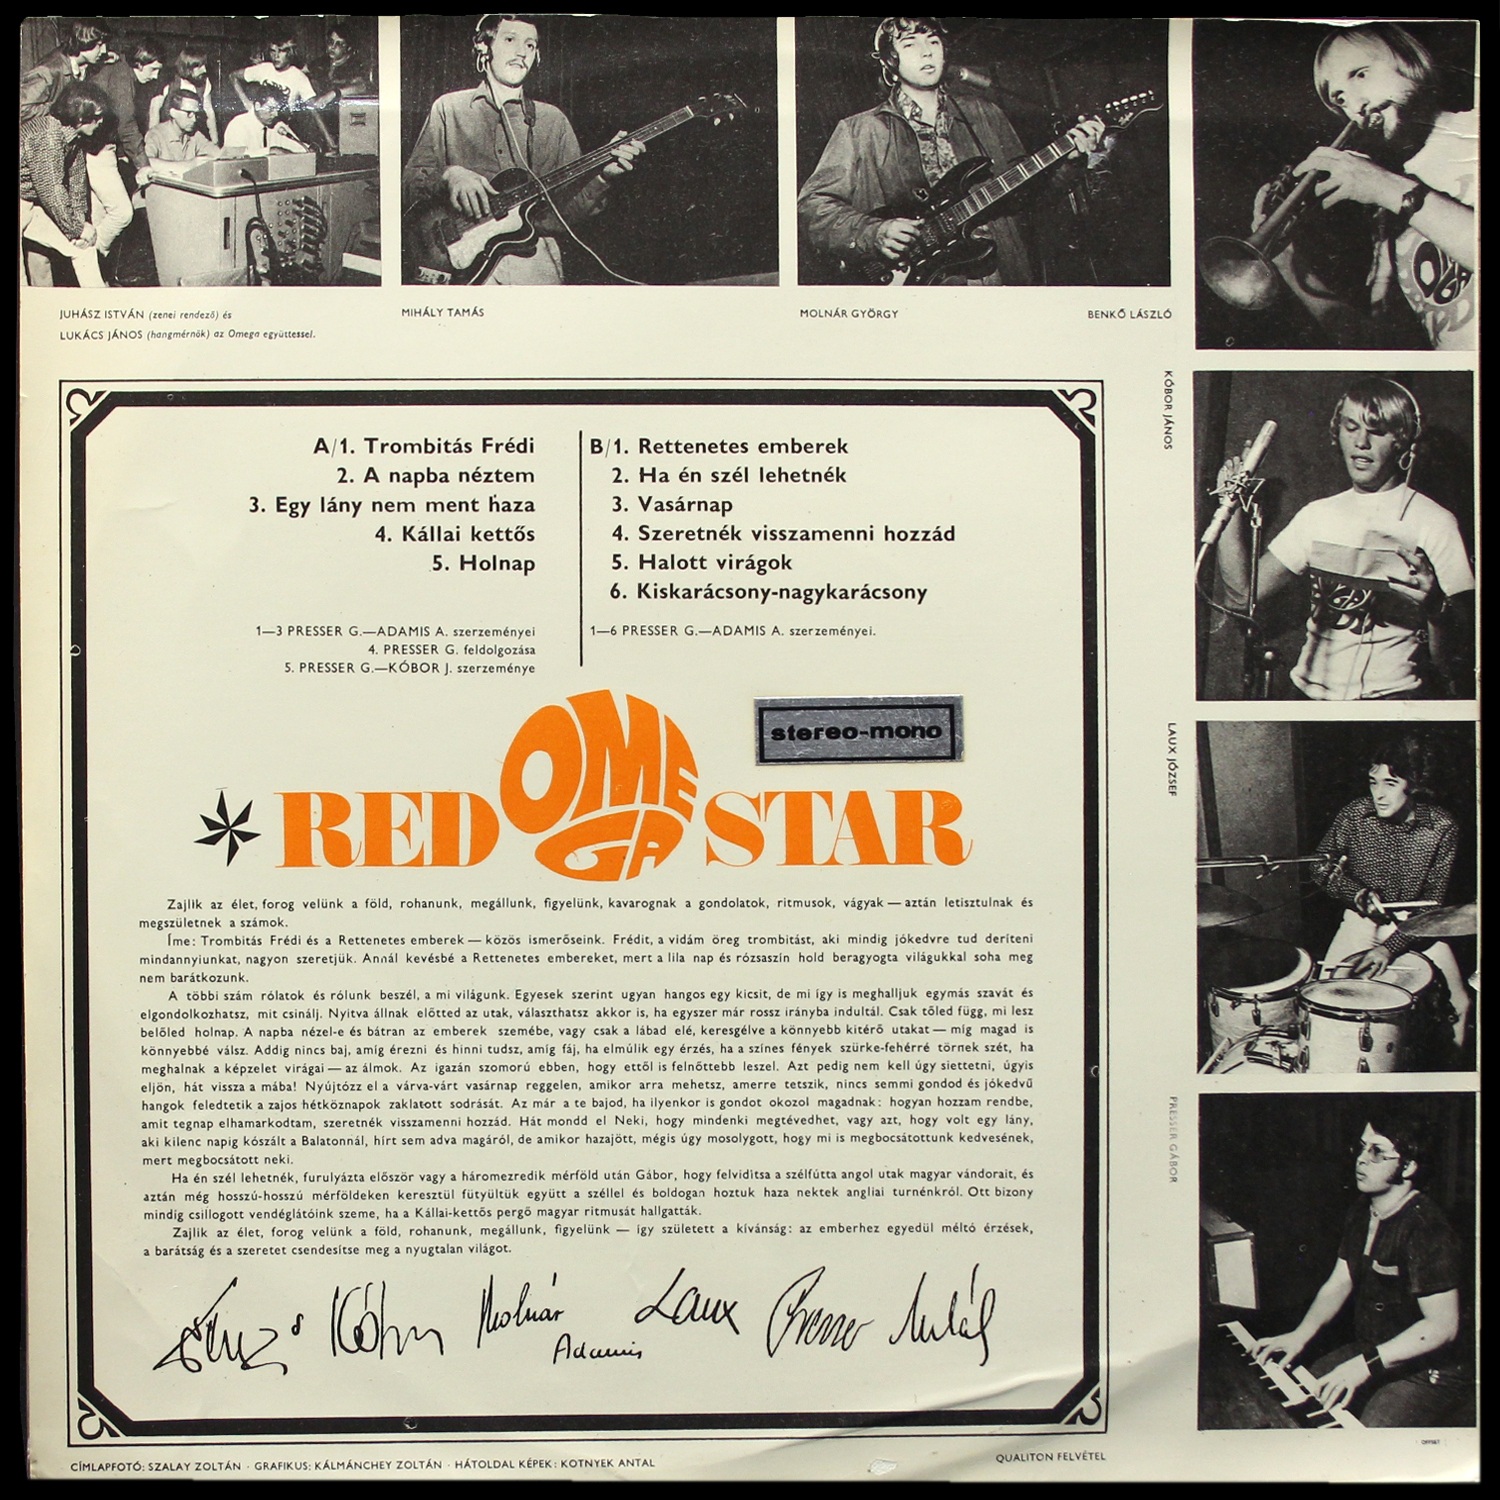 JUHÁSZ ISTVÁN (zenei rendező) és
LUKÁCS JÁNOS (hangmérnök) az Omega együttessel.
MIHÁLY TAMÁS
MOLNÁR GYÖRGY
BENKŐ LÁSZLÓ
KÓBOR JÁNOS
LAUX JÓZSEF
PRESSER GÁBOR
A/1. Trombitás Frédi
2. A napba néztem
3. Egy lány nem ment haza
4. Kállai kettős
5. Holnap
1—3 PRESSER G.—ADAMIS A. szerzeményei
4. PRESSER G. feldolgozása
5. PRESSER G.—KÓBOR J. szerzeménye
B/1. Rettenetes emberek
2. Ha én szél lehetnék
3. Vasárnap
4. Szeretnék visszamenni hozzád
5. Halott virágok
6. Kiskarácsony-nagykarácsony
1—6 PRESSER G.—ADAMIS A. szerzeményei.
stereo-mono
RED OMEGA STAR
Zajlik az élet, forog velünk a föld, rohanunk, megállunk, figyelünk, kavarognak a gondolatok, ritmusok, vágyak — aztán letisztulnak és
megszületnek a számok.
Íme: Trombitás Frédi és a Rettenetes emberek — közös ismerőseink. Frédit, a vidám öreg trombitást, aki mindig jókedvre tud deríteni
mindannyiunkat, nagyon szeretjük. Annál kevésbé a Rettenetes embereket, mert a lila nap és rózsaszín hold beragyogta világukkal soha meg
nem barátkozunk.
A többi szám rólatok és rólunk beszél, a mi világunk. Egyesek szerint ugyan hangos egy kicsit, de mi így is meghalljuk egymás szavát és
elgondolkozhatsz, mit csinálj. Nyitva állnak előtted az utak, választhatsz akkor is, ha egyszer már rossz irányba indultál. Csak tőled függ, mi lesz
belőled holnap. A napba nézel-e és bátran az emberek szemébe, vagy csak a lábad elé, keresgélve a könnyebb kitérő utakat — míg magad is
könnyebbé válsz. Addig nincs baj, amíg érezni és hinni tudsz, amíg fáj, ha elmúlik egy érzés, ha a színes fények szürke-fehérré törnek szét, ha
meghalnak a képzelet virágai — az álmok. Az igazán szomorú ebben, hogy ettől is felnőttebb leszel. Azt pedig nem kell úgy siettetni, úgyis
eljön, hát vissza a mába! Nyújtózz el a várva-várt vasárnap reggelen, amikor arra mehetsz, amerre tetszik, nincs semmi gondod és jókedvű
hangok feledtetik a zajos hétköznapok zaklatott sodrását. Az már a te bajod, ha ilyenkor is gondot okozol magadnak: hogyan hozzam rendbe,
amit tegnap elhamarkodtam, szeretnék visszamenni hozzád. Hát mondd el Neki, hogy mindenki megtévedhet, vagy azt, hogy volt egy lány,
aki kilenc napig kószált a Balatonnál, hírt sem adva magáról, de amikor hazajött, mégis úgy mosolygott, hogy mi is megbocsátottunk kedvesének,
mert megbocsátott neki.
Ha én szél lehetnék, furulyázta először vagy a háromezredik mérföld után Gábor, hogy felvidítsa a szélfútta angol utak magyar vándorait, és
aztán még hosszú-hosszú mérföldeken keresztül fütyültük együtt a széllel és boldogan hoztuk haza nektek angliai turnénkról. Ott bizony
mindig csillogott vendéglátóink szeme, ha a Kállai-kettős pergő magyar ritmusát hallgatták.
Zajlik az élet, forog velünk a föld, rohanunk, megállunk, figyelünk — így született a kívánság: az emberhez egyedül méltó érzések,
a barátság és a szeretet csendesítse meg a nyugtalan világot.
Molnár
Adamis
Laux
Presser
CÍMLAPFOTÓ: SZALAY ZOLTÁN · GRAFIKUS: KÁLMÁNCHEY ZOLTÁN · HÁTOLDAL KÉPEK: KOTNYEK ANTAL
QUALITON FELVÉTEL